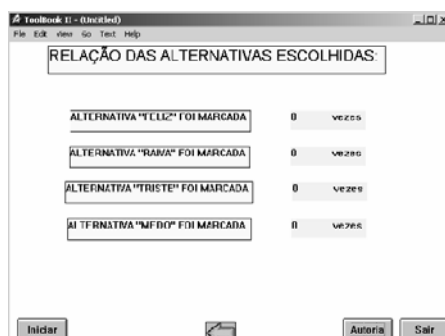 ToolBook II - (Untitled)
File Edit View Go Text Help
RELAÇÃO DAS ALTERNATIVAS ESCOLHIDAS:
ALTERNATIVA "FELIZ" FOI MARCADA 0 vezes
ALTERNATIVA "RAIVA" FOI MARCADA 0 vezes
ALTERNATIVA "TRISTE" FOI MARCADA 0 vezes
ALTERNATIVA "MEDO" FOI MARCADA 0 vezes
Iniciar Autoria Sair